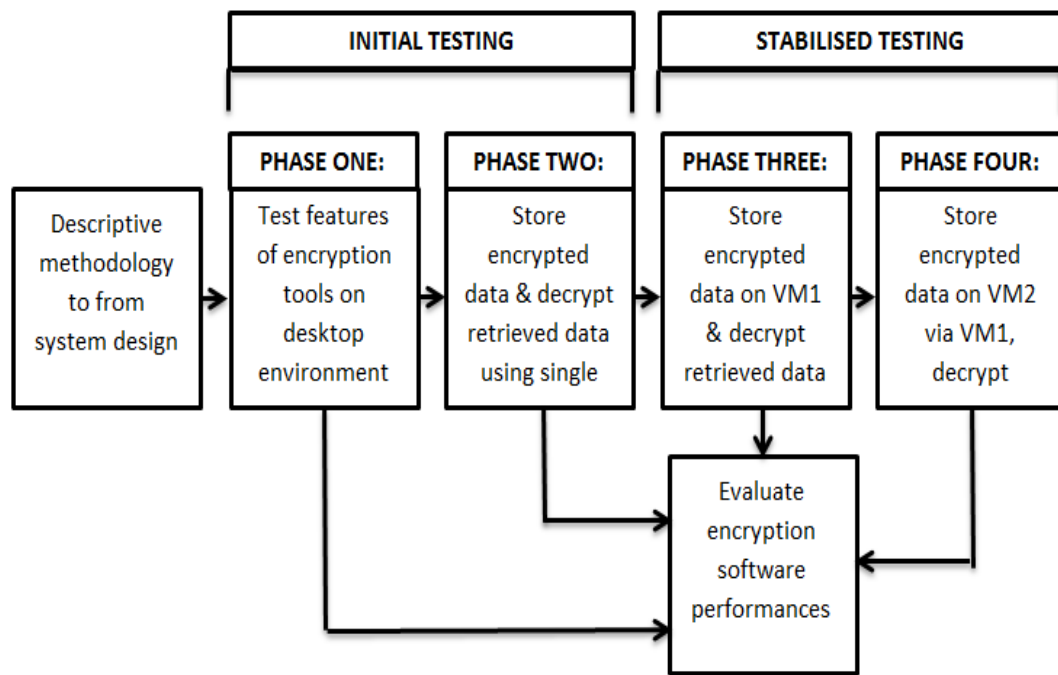 INITIAL TESTING
STABILISED TESTING
Descriptive
methodology
to from
system design
PHASE ONE:
Test features
of encryption
tools on
desktop
environment
PHASE TWO:
Store
encrypted
data & decrypt
retrieved data
using single
PHASE THREE:
Store
encrypted
data on VM1
& decrypt
retrieved data
PHASE FOUR:
Store
encrypted
data on VM2
via VM1,
decrypt
Evaluate
encryption
software
performances